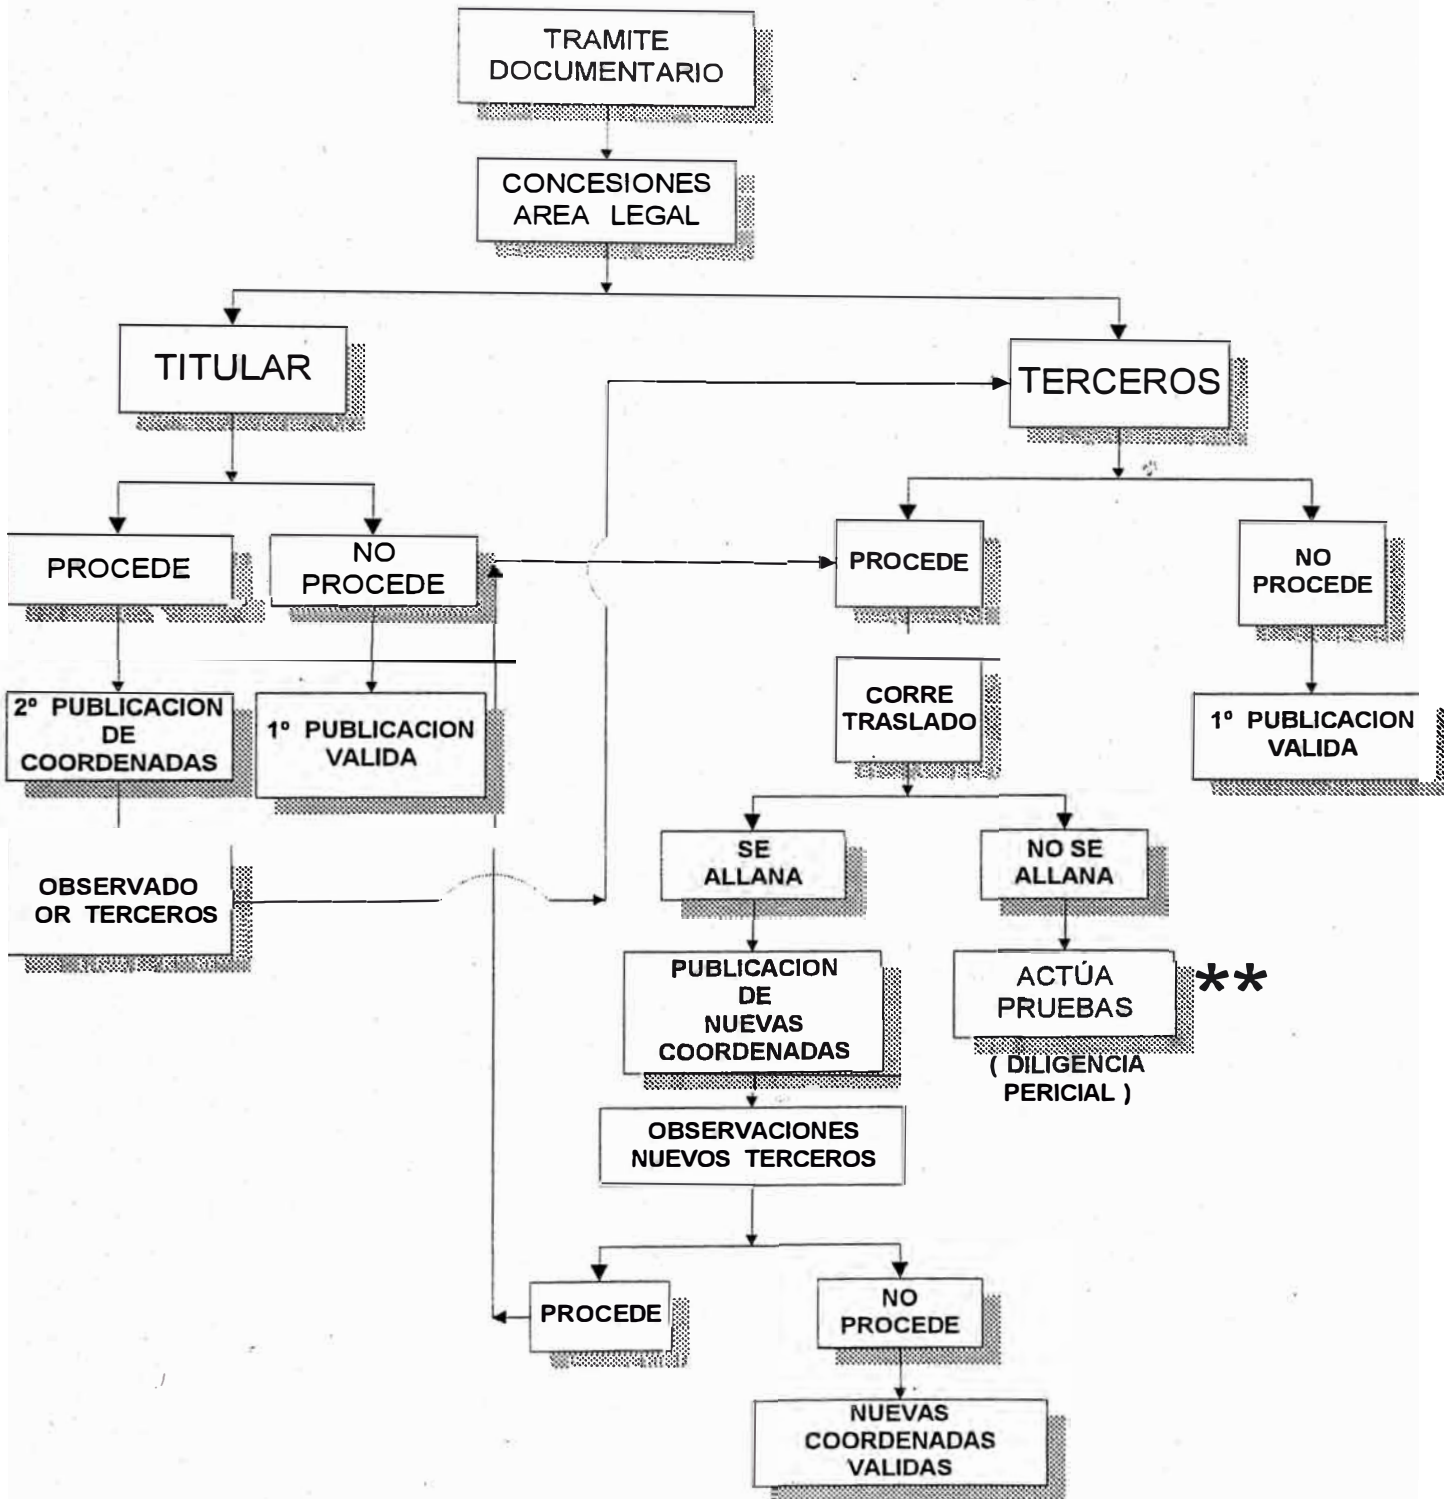 TRAMITE
DOCUMENTARIO
CONCESIONES
AREA LEGAL
TITULAR
TERCEROS
PROCEDE
NO
PROCEDE
PROCEDE
NO
PROCEDE
2º PUBLICACION
DE
COORDENADAS
1º PUBLICACION
VALIDA
CORRE
TRASLADO
1º PUBLICACION
VALIDA
OBSERVADO
OR TERCEROS
SE
ALLANA
NO SE
ALLANA
PUBLICACION
DE
NUEVAS
COORDENADAS
ACTÚA
PRUEBAS
**
( DILIGENCIA
PERICIAL )
OBSERVACIONES
NUEVOS TERCEROS
PROCEDE
NO
PROCEDE
NUEVAS
COORDENADAS
VALIDAS